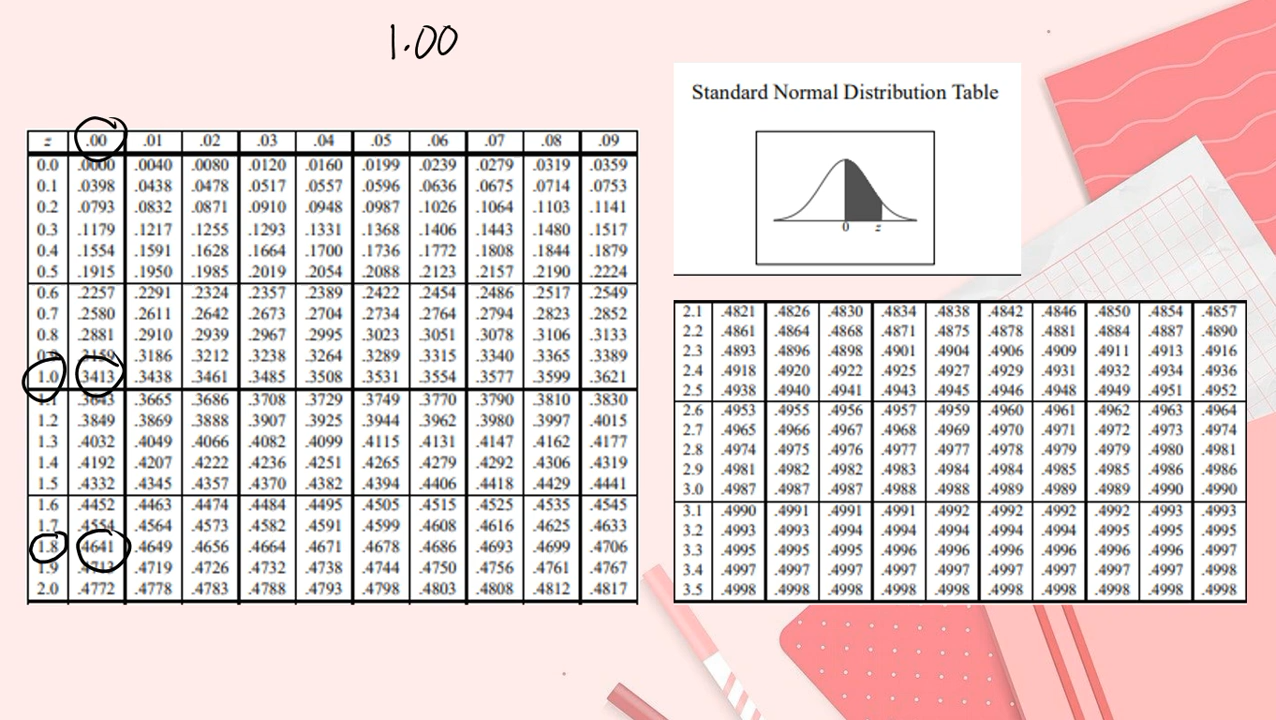 1.00
Standard Normal Distribution Table
0 z
z .00 .01 .02 .03 .04 .05 .06 .07 .08 .09
0.0 .0000 .0040 .0080 .0120 .0160 .0199 .0239 .0279 .0319 .0359
0.1 .0398 .0438 .0478 .0517 .0557 .0596 .0636 .0675 .0714 .0753
0.2 .0793 .0832 .0871 .0910 .0948 .0987 .1026 .1064 .1103 .1141
0.3 .1179 .1217 .1255 .1293 .1331 .1368 .1406 .1443 .1480 .1517
0.4 .1554 .1591 .1628 .1664 .1700 .1736 .1772 .1808 .1844 .1879
0.5 .1915 .1950 .1985 .2019 .2054 .2088 .2123 .2157 .2190 .2224
0.6 .2257 .2291 .2324 .2357 .2389 .2422 .2454 .2486 .2517 .2549
0.7 .2580 .2611 .2642 .2673 .2704 .2734 .2764 .2794 .2823 .2852
0.8 .2881 .2910 .2939 .2967 .2995 .3023 .3051 .3078 .3106 .3133
0.9 .3159 .3186 .3212 .3238 .3264 .3289 .3315 .3340 .3365 .3389
1.0 .3413 .3438 .3461 .3485 .3508 .3531 .3554 .3577 .3599 .3621
1.1 .3643 .3665 .3686 .3708 .3729 .3749 .3770 .3790 .3810 .3830
1.2 .3849 .3869 .3888 .3907 .3925 .3944 .3962 .3980 .3997 .4015
1.3 .4032 .4049 .4066 .4082 .4099 .4115 .4131 .4147 .4162 .4177
1.4 .4192 .4207 .4222 .4236 .4251 .4265 .4279 .4292 .4306 .4319
1.5 .4332 .4345 .4357 .4370 .4382 .4394 .4406 .4418 .4429 .4441
1.6 .4452 .4463 .4474 .4484 .4495 .4505 .4515 .4525 .4535 .4545
1.7 .4554 .4564 .4573 .4582 .4591 .4599 .4608 .4616 .4625 .4633
1.8 .4641 .4649 .4656 .4664 .4671 .4678 .4686 .4693 .4699 .4706
1.9 .4713 .4719 .4726 .4732 .4738 .4744 .4750 .4756 .4761 .4767
2.0 .4772 .4778 .4783 .4788 .4793 .4798 .4803 .4808 .4812 .4817
2.1 .4821 .4826 .4830 .4834 .4838 .4842 .4846 .4850 .4854 .4857
2.2 .4861 .4864 .4868 .4871 .4875 .4878 .4881 .4884 .4887 .4890
2.3 .4893 .4896 .4898 .4901 .4904 .4906 .4909 .4911 .4913 .4916
2.4 .4918 .4920 .4922 .4925 .4927 .4929 .4931 .4932 .4934 .4936
2.5 .4938 .4940 .4941 .4943 .4945 .4946 .4948 .4949 .4951 .4952
2.6 .4953 .4955 .4956 .4957 .4959 .4960 .4961 .4962 .4963 .4964
2.7 .4965 .4966 .4967 .4968 .4969 .4970 .4971 .4972 .4973 .4974
2.8 .4974 .4975 .4976 .4977 .4977 .4978 .4979 .4979 .4980 .4981
2.9 .4981 .4982 .4982 .4983 .4984 .4984 .4985 .4985 .4986 .4986
3.0 .4987 .4987 .4987 .4988 .4988 .4989 .4989 .4989 .4990 .4990
3.1 .4990 .4991 .4991 .4991 .4992 .4992 .4992 .4992 .4993 .4993
3.2 .4993 .4993 .4994 .4994 .4994 .4994 .4994 .4995 .4995 .4995
3.3 .4995 .4995 .4995 .4996 .4996 .4996 .4996 .4996 .4996 .4997
3.4 .4997 .4997 .4997 .4997 .4997 .4997 .4997 .4997 .4997 .4998
3.5 .4998 .4998 .4998 .4998 .4998 .4998 .4998 .4998 .4998 .4998